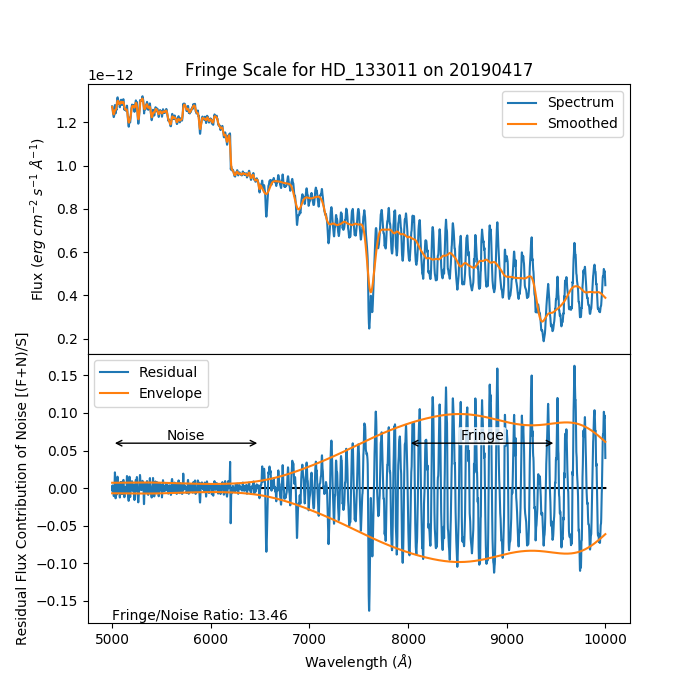 Fringe Scale for HD_133011 on 20190417
1e−12
Spectrum
Smoothed
1.2
1.0
0.8
0.6
0.4
0.2
Flux (erg cm⁻² s⁻¹ Å⁻¹)
Residual
Envelope
0.15
0.10
0.05
0.00
−0.05
−0.10
−0.15
Noise
Fringe
Fringe/Noise Ratio: 13.46
Residual Flux Contribution of Noise [(F+N)/S]
5000 6000 7000 8000 9000 10000
Wavelength (Å)